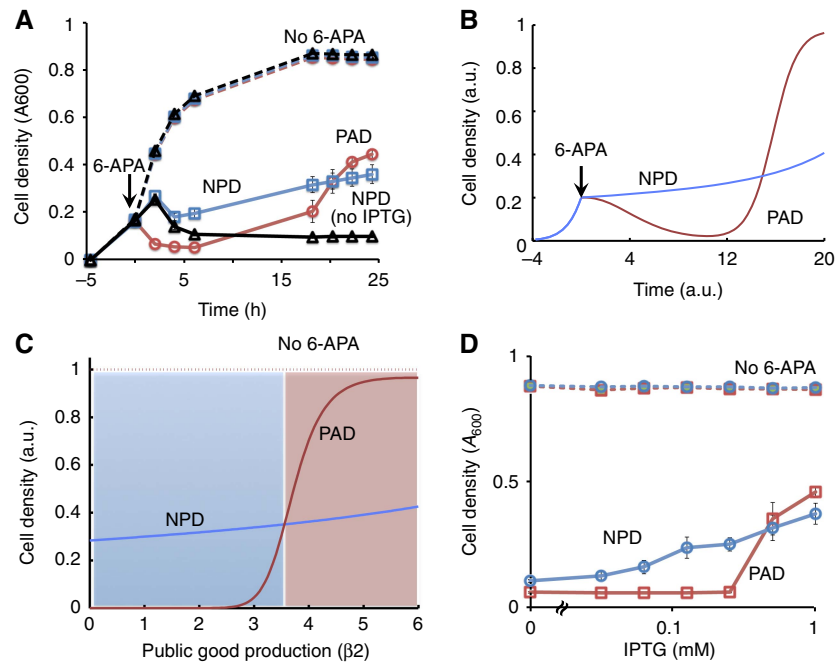 A
Cell density (A600)
1
0.8
0.6
0.4
0.2
0
No 6-APA
6-APA
PAD
NPD
NPD
(no IPTG)
–5 0 5 15 25
Time (h)
B
Cell density (a.u.)
1
0.8
0.6
0.4
0.2
0
6-APA
NPD
PAD
–4 4 12 20
Time (a.u.)
C
No 6-APA
Cell density (a.u.)
1
0.8
0.6
0.4
0.2
0
PAD
NPD
0 1 2 3 4 5 6
Public good production (β2)
D
Cell density (A600)
1
0.5
0
No 6-APA
NPD
PAD
0 0.1 1
IPTG (mM)